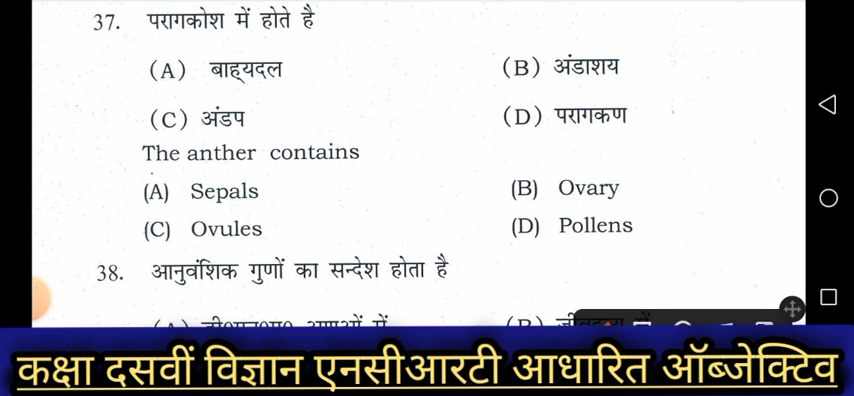 37. परागकोश में होते है
(A) बाह्यदल (B) अंडाशय
(C) अंडप (D) परागकण
The anther contains
(A) Sepals (B) Ovary
(C) Ovules (D) Pollens
38. आनुवंशिक गुणों का सन्देश होता है
कक्षा दसवीं विज्ञान एनसीआरटी आधारित ऑब्जेक्टिव